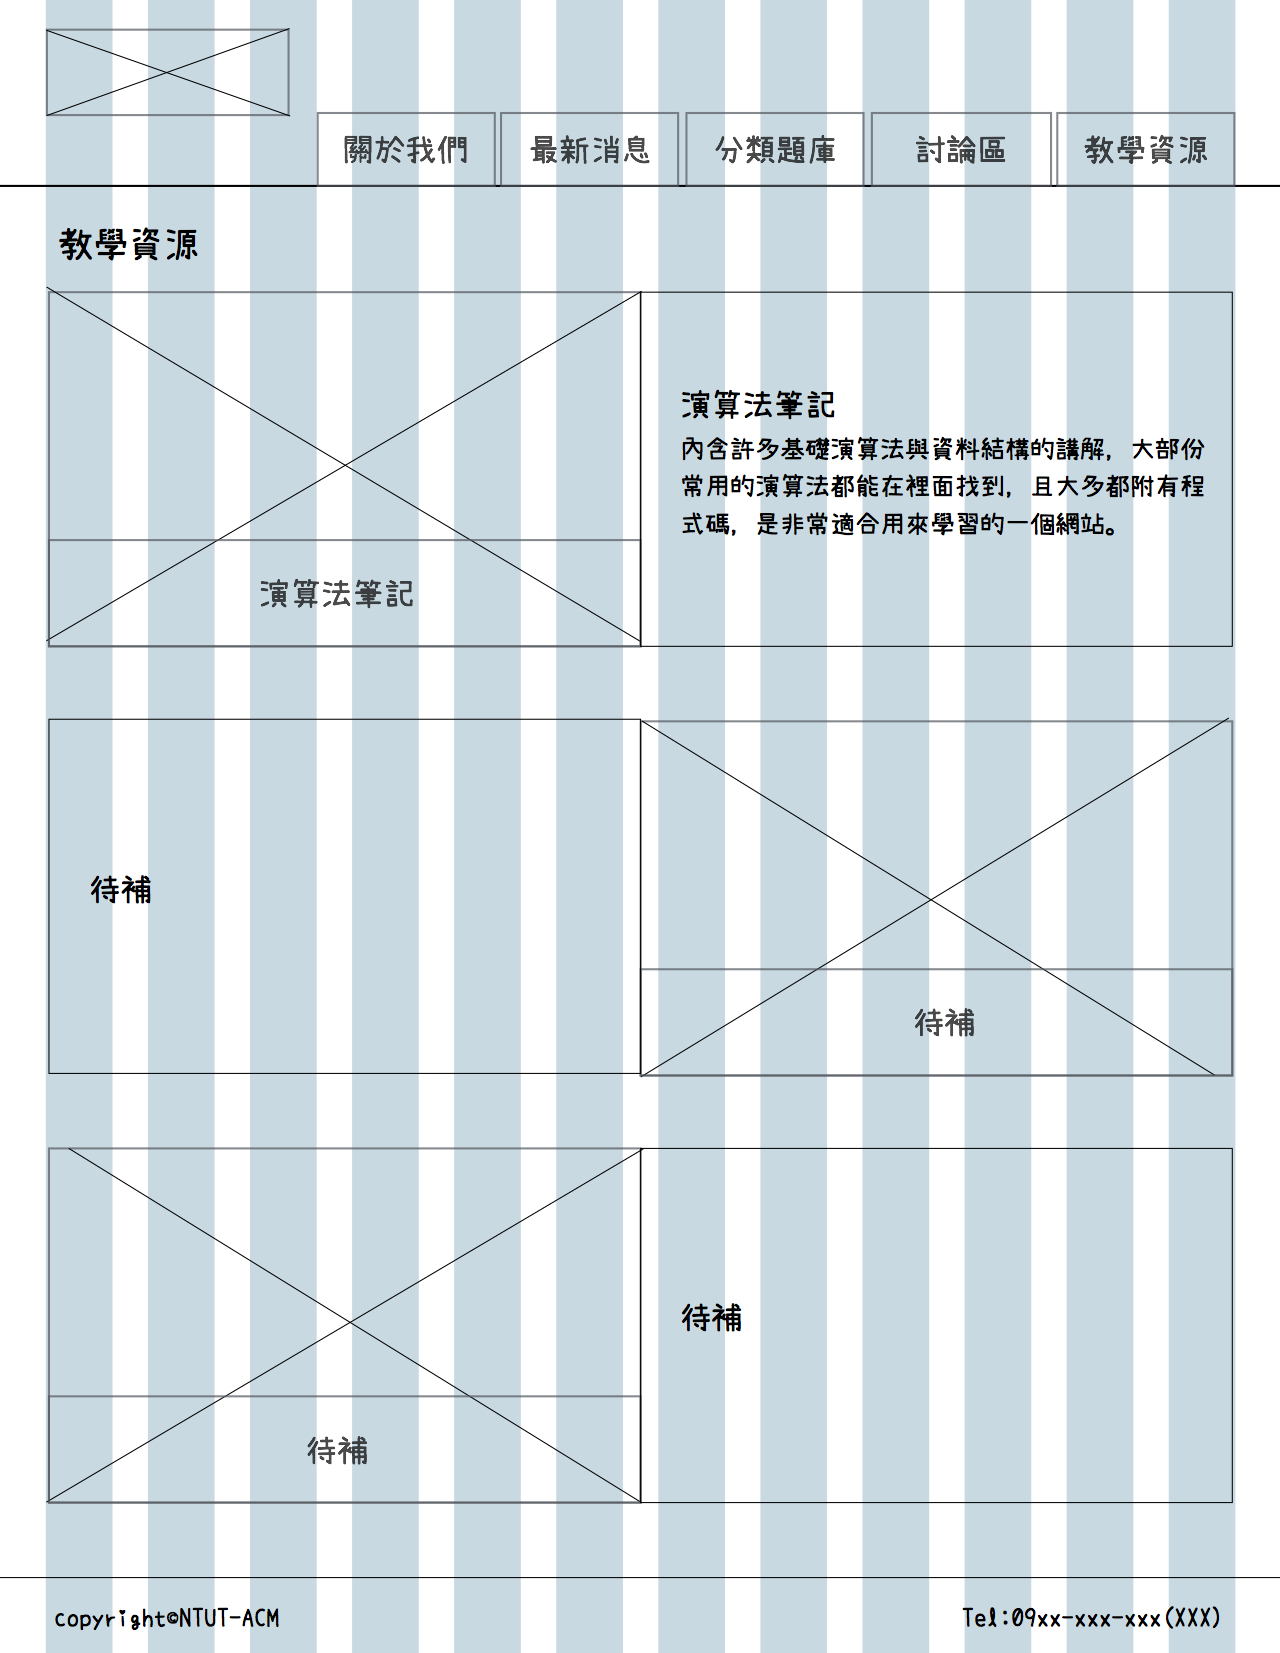 關於我們
最新消息
分類題庫
討論區
教學資源
教學資源
演算法筆記
內含許多基礎演算法與資料結構的講解，大部份
常用的演算法都能在裡面找到，且大多都附有程
式碼，是非常適合用來學習的一個網站。
演算法筆記
待補
待補
待補
待補
copyright©NTUT-ACM
Tel:09xx-xxx-xxx(XXX)